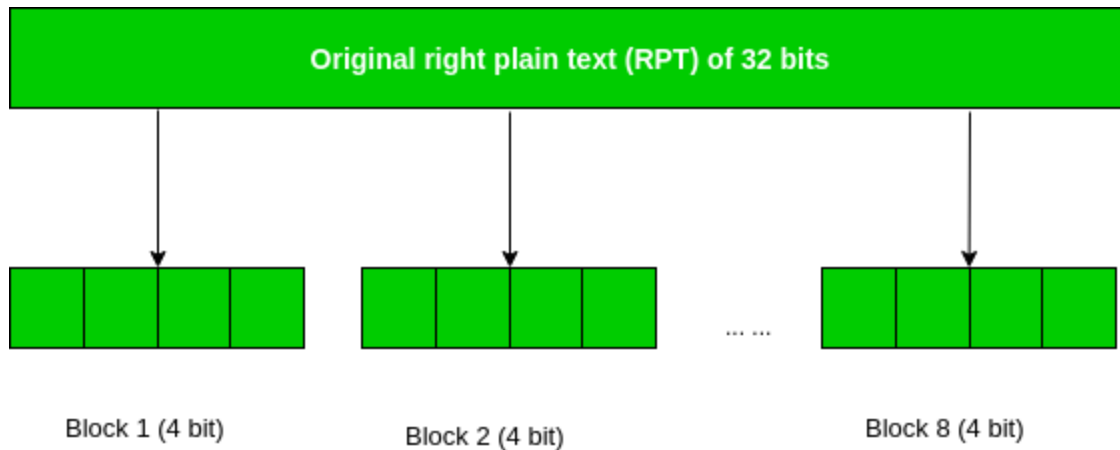 Original right plain text (RPT) of 32 bits
... ...
Block 1 (4 bit)
Block 2 (4 bit)
Block 8 (4 bit)